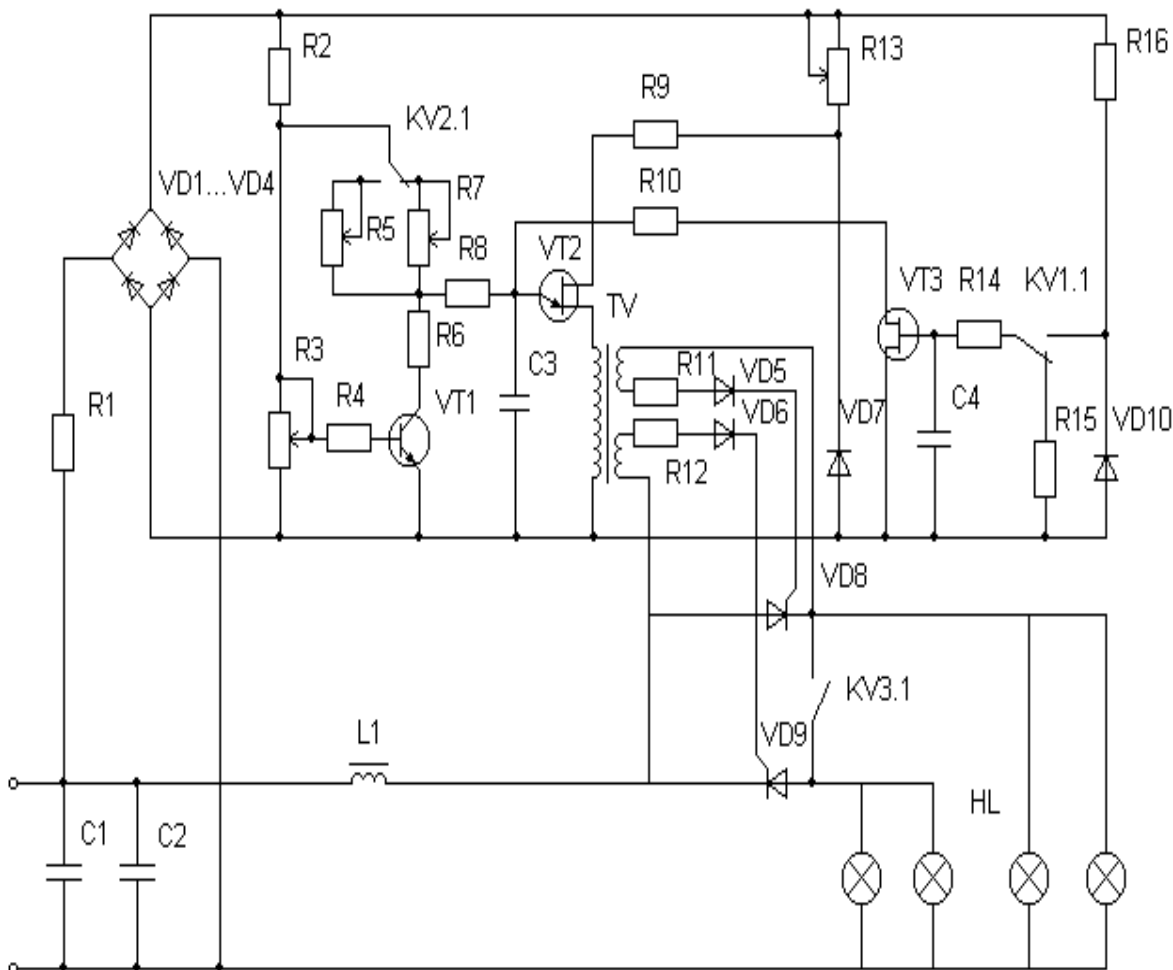 R2
R13
R16
KV2.1
R9
VD1...VD4
R7
R10
R5
R8
VT2
VT3
R14
KV1.1
TV
R6
R3
C3
R11
VD5
R1
R4
VT1
VD6
VD7
C4
R15
VD10
R12
VD8
KV3.1
L1
VD9
HL
C1
C2